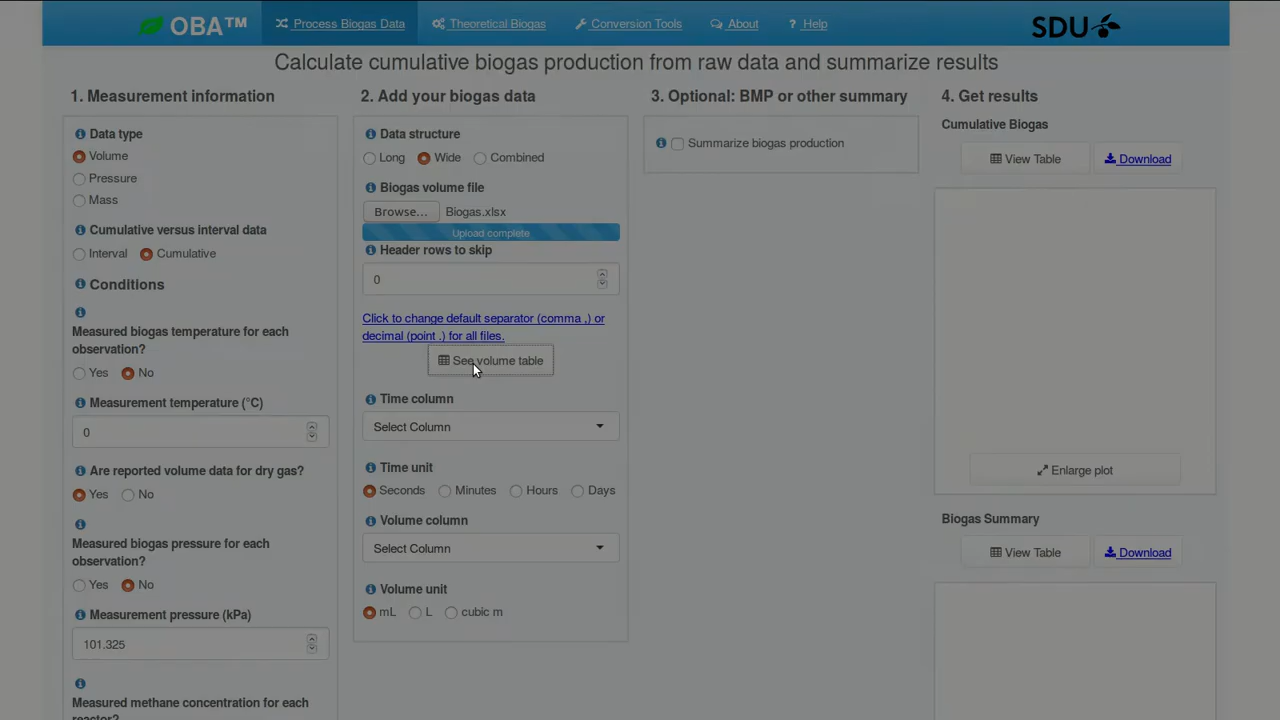 OBA™
Process Biogas Data
Theoretical Biogas
Conversion Tools
About
? Help
SDU
Calculate cumulative biogas production from raw data and summarize results
1. Measurement information
Data type
Volume
Pressure
Mass
Cumulative versus interval data
Interval
Cumulative
Conditions
Measured biogas temperature for each
observation?
Yes
No
Measurement temperature (°C)
0
Are reported volume data for dry gas?
Yes
No
Measured biogas pressure for each
observation?
Yes
No
Measurement pressure (kPa)
101.325
Measured methane concentration for each
reactor?
2. Add your biogas data
Data structure
Long
Wide
Combined
Biogas volume file
Browse...
Biogas.xlsx
Upload complete
Header rows to skip
0
Click to change default separator (comma ,) or
decimal (point .) for all files.
See volume table
Time column
Select Column
Time unit
Seconds
Minutes
Hours
Days
Volume column
Select Column
Volume unit
mL
L
cubic m
3. Optional: BMP or other summary
Summarize biogas production
4. Get results
Cumulative Biogas
View Table
Download
Enlarge plot
Biogas Summary
View Table
Download